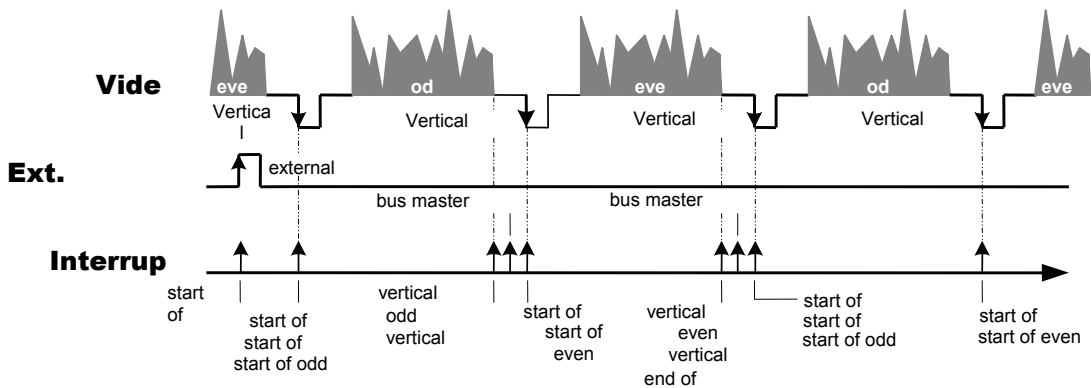 eve
od
eve
od
eve
Vide
Vertica
l
Vertical
Vertical
Vertical
Ext.
external
bus master
bus master
Interrup
start
of
start of
start of
start of odd
vertical
odd
vertical
start of
start of
even
vertical
even
vertical
end of
start of
start of
start of odd
start of
start of even